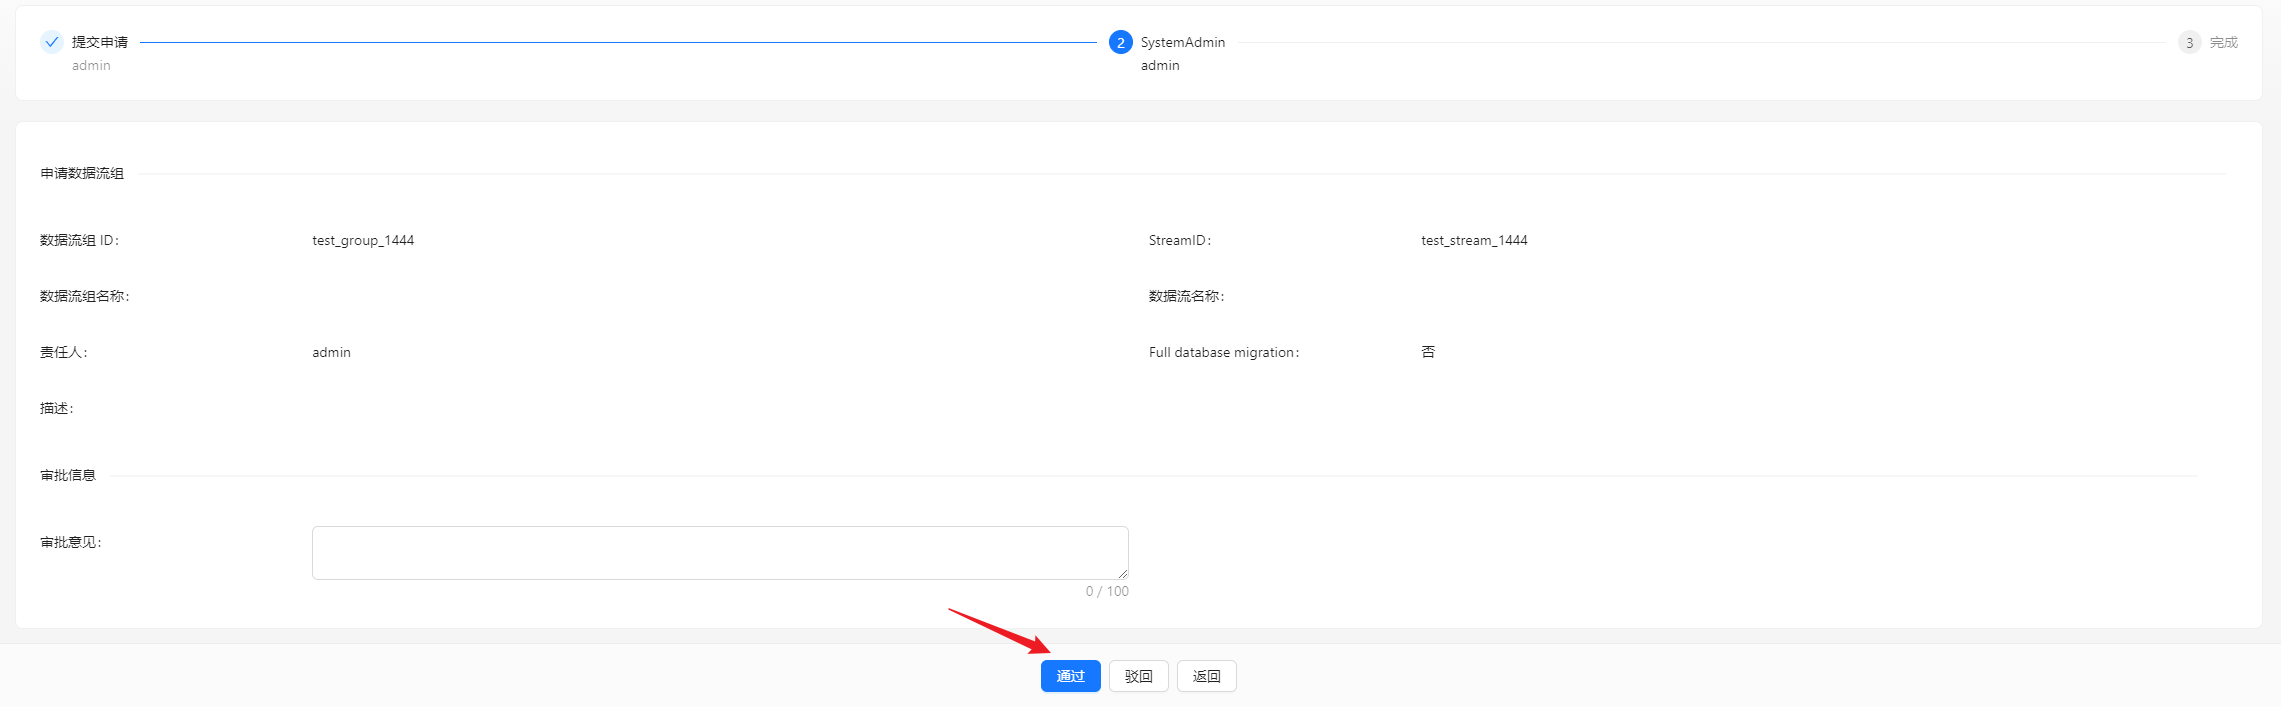 提交申请
admin
2 SystemAdmin
admin
3 完成
申请数据流组
数据流组 ID: test_group_1444
StreamID: test_stream_1444
数据流组名称:
数据流名称:
责任人: admin
Full database migration: 否
描述:
审批信息
审批意见:
0 / 100
通过 驳回 返回